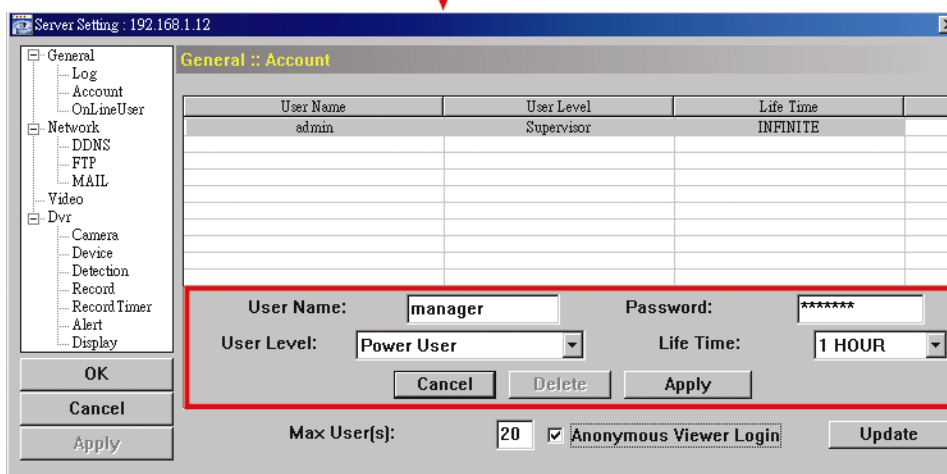 Server Setting : 192.168.1.12
General
Log
Account
OnLineUser
Network
DDNS
FTP
MAIL
Video
Dvr
Camera
Device
Detection
Record
Record Timer
Alert
Display
OK
Cancel
Apply
General :: Account
User Name User Level Life Time
admin Supervisor INFINITE
User Name: manager Password: *******
User Level: Power User Life Time: 1 HOUR
Cancel Delete Apply
Max User(s): 20 Anonymous Viewer Login Update